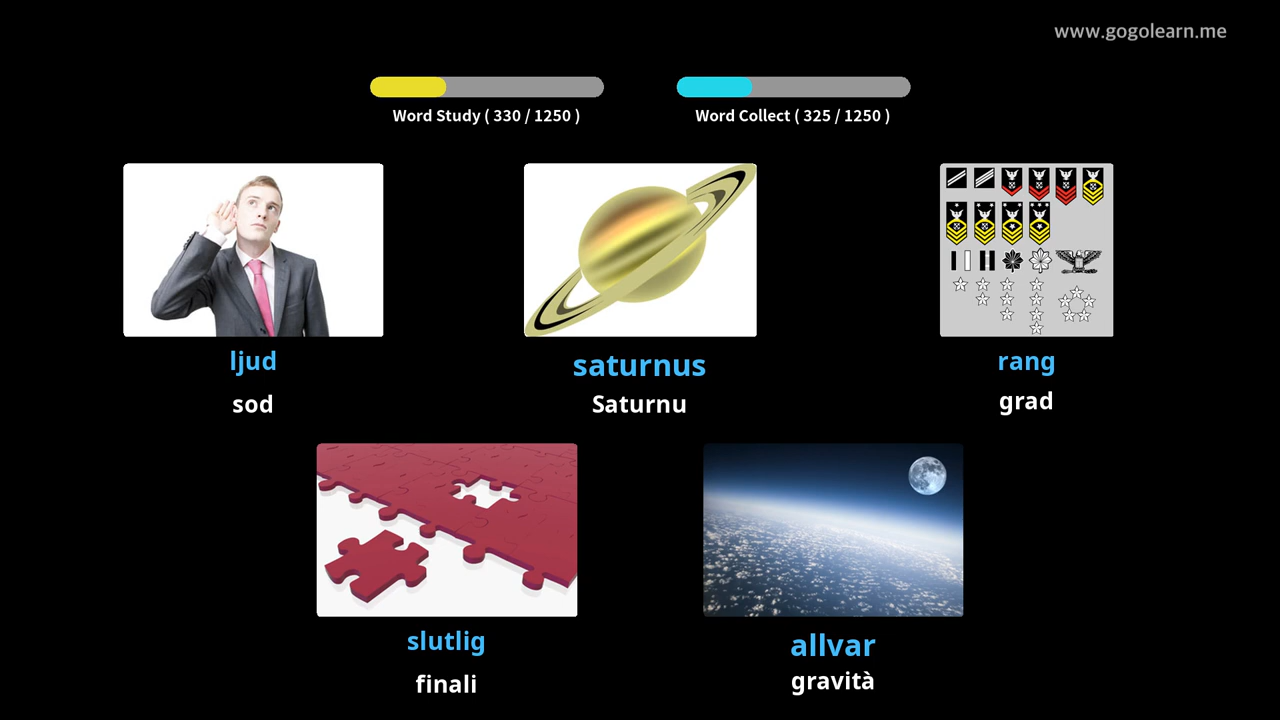 www.gogolearn.me
Word Study ( 330 / 1250 )
Word Collect ( 325 / 1250 )
ljud
saturnus
rang
sod
Saturnu
grad
slutlig
allvar
finali
gravità